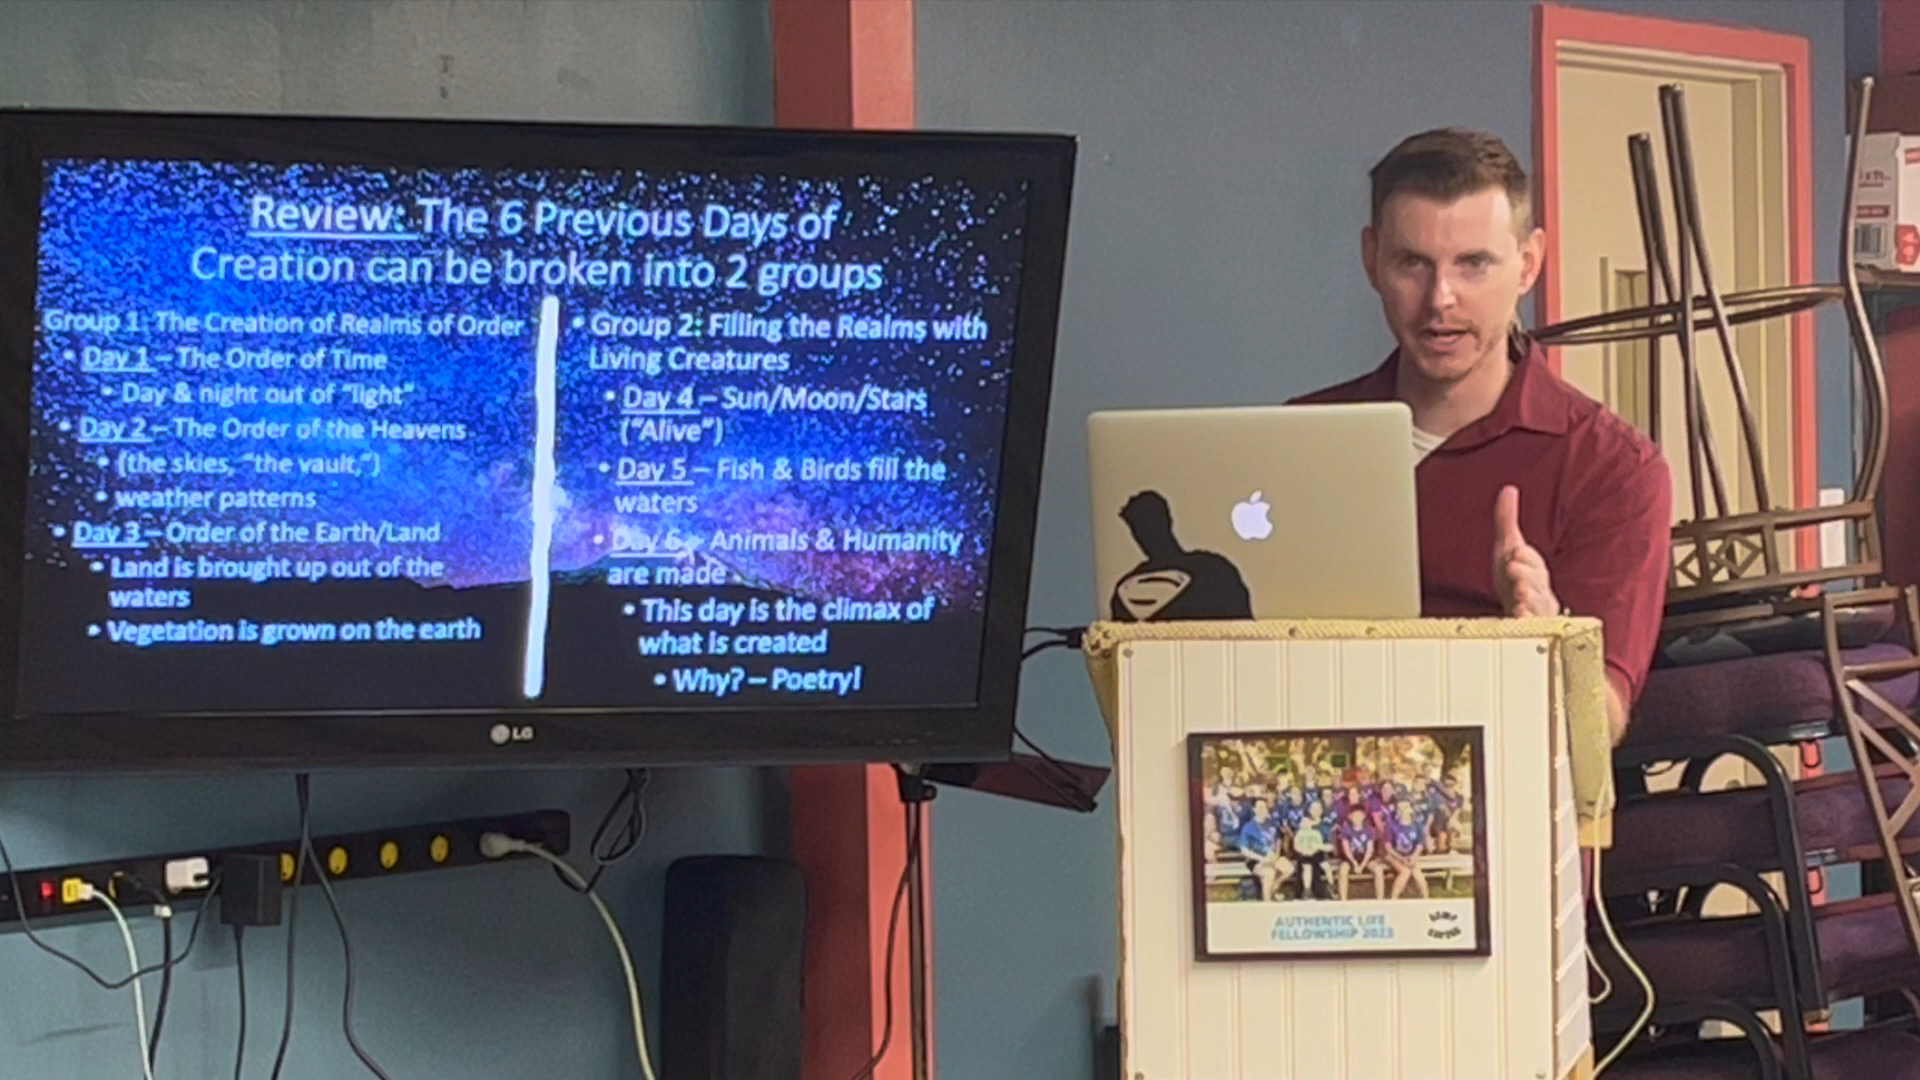 Review: The 6 Previous Days of
Creation can be broken into 2 groups
Group 1: The Creation of Realms of Order
• Day 1 – The Order of Time
• Day & night out of "light"
• Day 2 – The Order of the Heavens
• (the skies, "the vault,")
• weather patterns
• Day 3 – Order of the Earth/Land
• Land is brought up out of the
waters
• Vegetation is grown on the earth
• Group 2: Filling the Realms with
Living Creatures
• Day 4 – Sun/Moon/Stars
("Alive")
• Day 5 – Fish & Birds fill the
waters
• Day 6 – Animals & Humanity
are made
• This day is the climax of
what is created
• Why? – Poetry!
LG
AUTHENTIC LIFE
FELLOWSHIP 2023